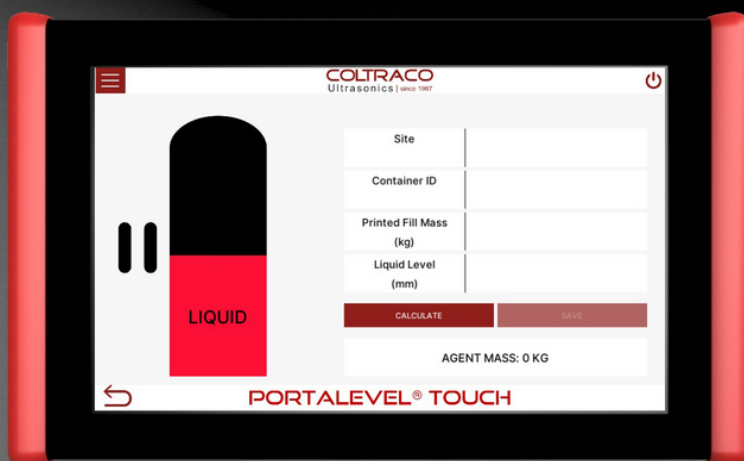 COLTRACO
Ultrasonics | since 1987
Site
Container ID
Printed Fill Mass
(kg)
Liquid Level
(mm)
LIQUID
CALCULATE
SAVE
AGENT MASS: 0 KG
PORTALEVEL® TOUCH